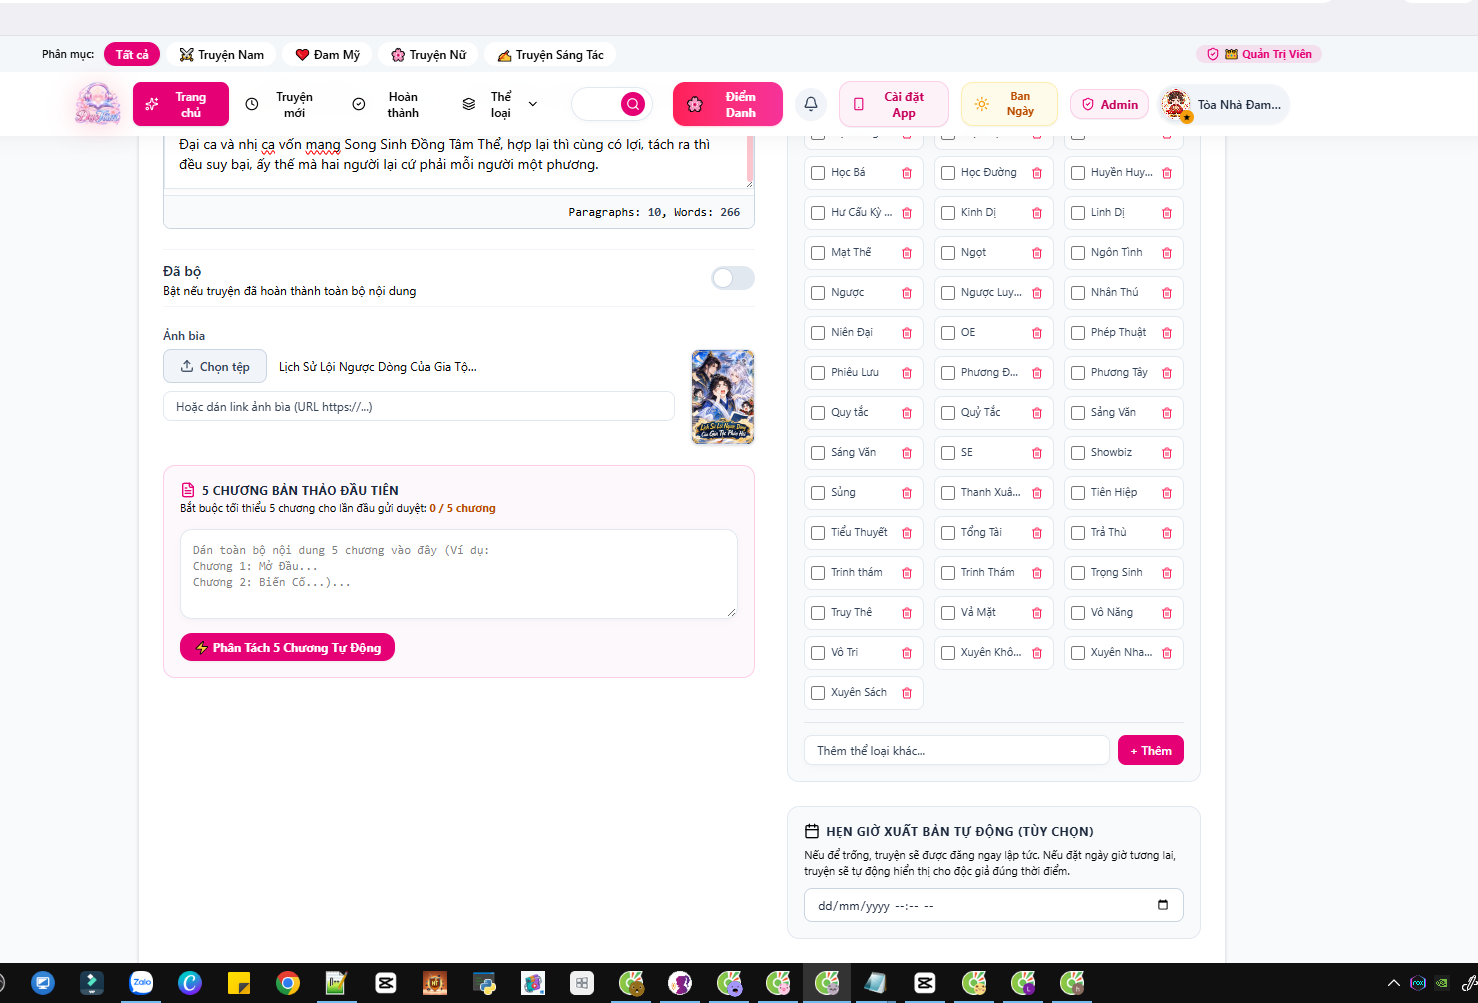 Phân mục:
Tất cả
Truyện Nam
Đam Mỹ
Truyện Nữ
Truyện Sáng Tác
Quản Trị Viên
Trang chủ
Truyện mới
Hoàn thành
Thể loại
Điểm Danh
Cài đặt App
Ban Ngày
Admin
Tòa Nhà Đam...
Đại ca và nhị ca vốn mang Song Sinh Đồng Tâm Thể, hợp lại thì cùng có lợi, tách ra thì
đều suy bại, ấy thế mà hai người lại cứ phải mỗi người một phương.
Paragraphs: 10, Words: 266
Đã bộ
Bật nếu truyện đã hoàn thành toàn bộ nội dung
Ảnh bìa
Chọn tệp
Lịch Sử Lội Ngược Dòng Của Gia Tộ...
Hoặc dán link ảnh bìa (URL https://...)
Lịch Sử Lội Ngược Dòng
Của Gia Tộc Phản Hại
5 CHƯƠNG BẢN THẢO ĐẦU TIÊN
Bắt buộc tối thiểu 5 chương cho lần đầu gửi duyệt: 0 / 5 chương
Dán toàn bộ nội dung 5 chương vào đây (Ví dụ:
Chương 1: Mở Đầu...
Chương 2: Biến Cố...)...
Phân Tách 5 Chương Tự Động
Học Bá
Học Đường
Huyền Huy...
Hư Cấu Kỳ ...
Kinh Dị
Linh Dị
Mạt Thế
Ngọt
Ngôn Tình
Ngược
Ngược Luy...
Nhân Thú
Niên Đại
OE
Phép Thuật
Phiêu Lưu
Phương Đ...
Phương Tây
Quy tắc
Quỷ Tắc
Sảng Văn
Sáng Văn
SE
Showbiz
Sủng
Thanh Xuâ...
Tiên Hiệp
Tiểu Thuyết
Tổng Tài
Trả Thù
Trinh thám
Trinh Thám
Trọng Sinh
Truy Thê
Vả Mặt
Vô Năng
Vô Tri
Xuyên Khô...
Xuyên Nha...
Xuyên Sách
Thêm thể loại khác...
+ Thêm
HẸN GIỜ XUẤT BẢN TỰ ĐỘNG (TÙY CHỌN)
Nếu để trống, truyện sẽ được đăng ngay lập tức. Nếu đặt ngày giờ tương lai,
truyện sẽ tự động hiển thị cho độc giả đúng thời điểm.
dd/mm/yyyy --:-- --
Zalo